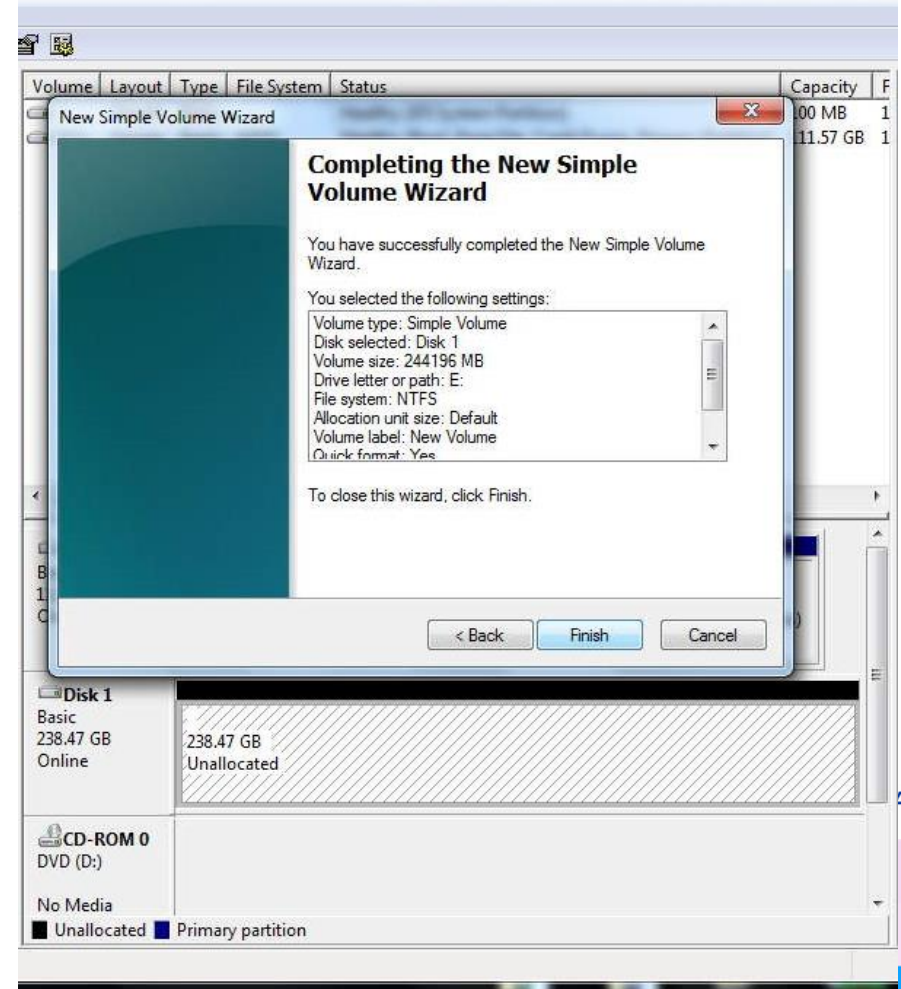 Volume Layout Type File System Status Capacity F
New Simple Volume Wizard
00 MB 1
11.57 GB 1
Completing the New Simple
Volume Wizard
You have successfully completed the New Simple Volume
Wizard.
You selected the following settings:
Volume type: Simple Volume
Disk selected: Disk 1
Volume size: 244196 MB
Drive letter or path: E:
File system: NTFS
Allocation unit size: Default
Volume label: New Volume
Quick format: Yes
To close this wizard, click Finish.
< Back Finish Cancel
Disk 1
Basic
238.47 GB
Online
238.47 GB
Unallocated
CD-ROM 0
DVD (D:)
No Media
Unallocated Primary partition